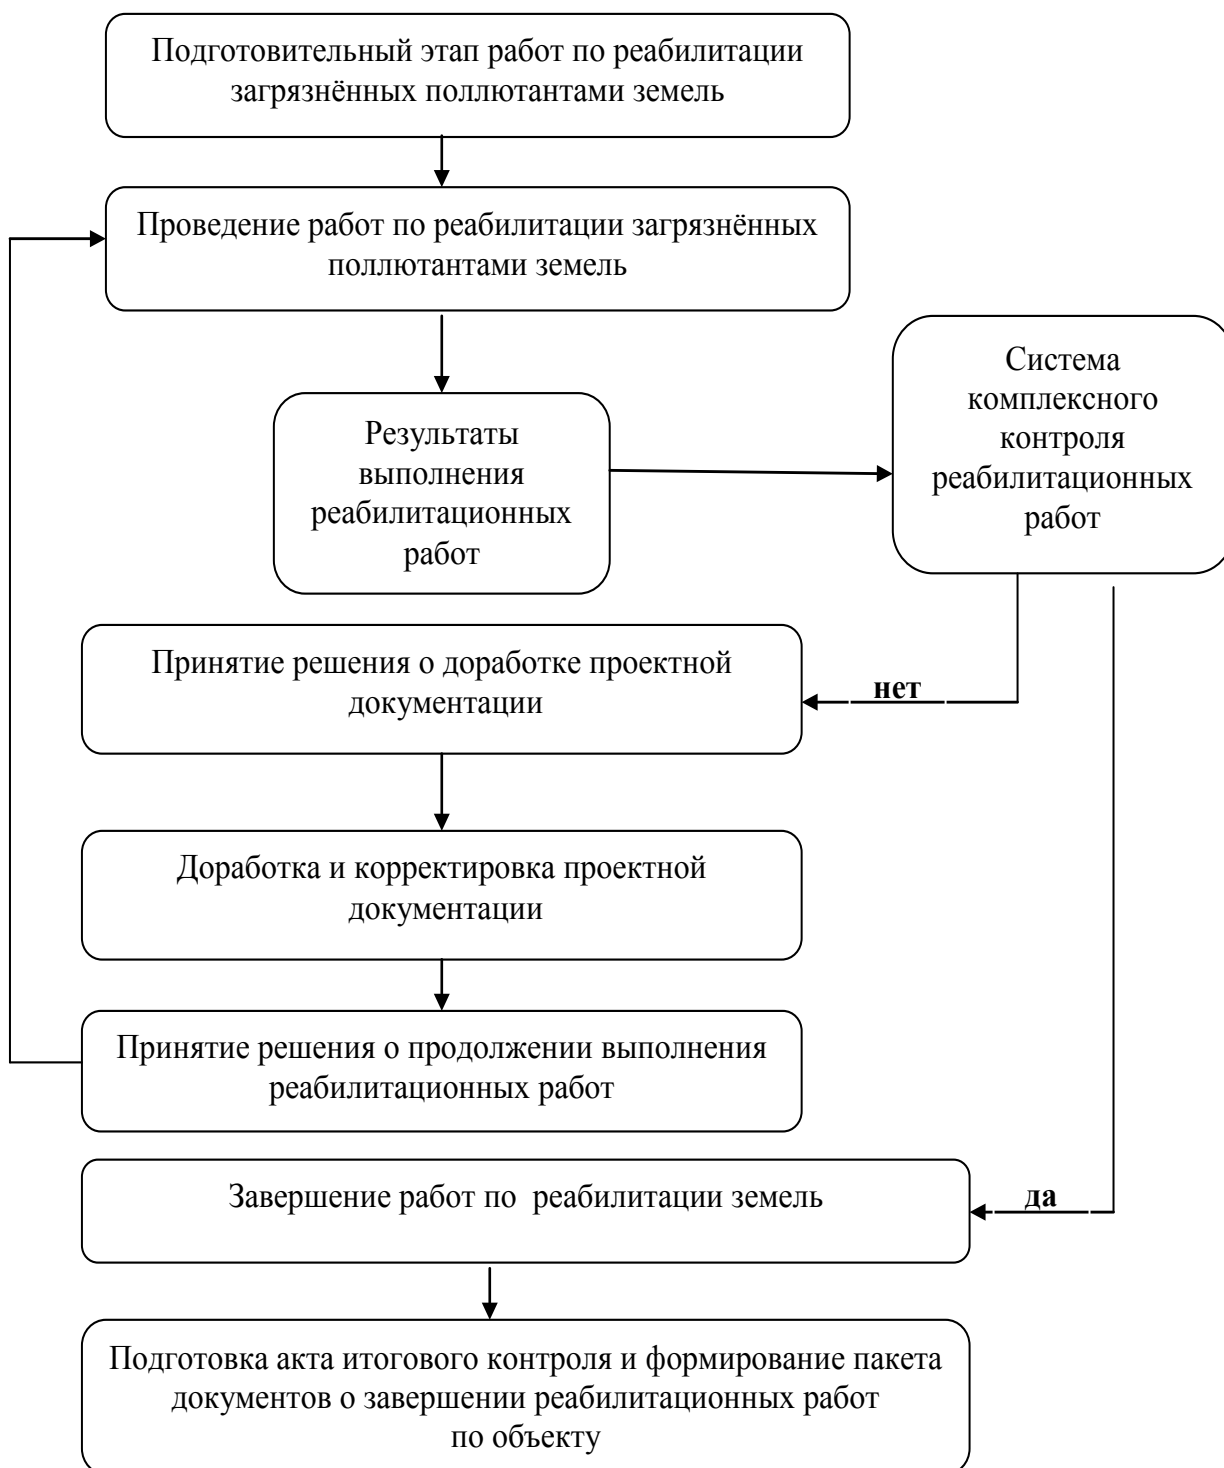 Подготовительный этап работ по реабилитации
загрязнённых поллютантами земель
Проведение работ по реабилитации загрязнённых
поллютантами земель
Результаты
выполнения
реабилитационных
работ
Система
комплексного
контроля
реабилитационных
работ
Принятие решения о доработке проектной
документации
нет
Доработка и корректировка проектной
документации
Принятие решения о продолжении выполнения
реабилитационных работ
Завершение работ по  реабилитации земель
да
Подготовка акта итогового контроля и формирование пакета
документов о завершении реабилитационных работ
по объекту